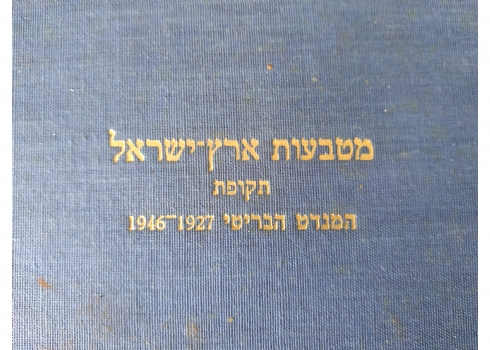 מטבעות ארץ־ישראל
תקופת
המנדט הבריטי 1927–1946